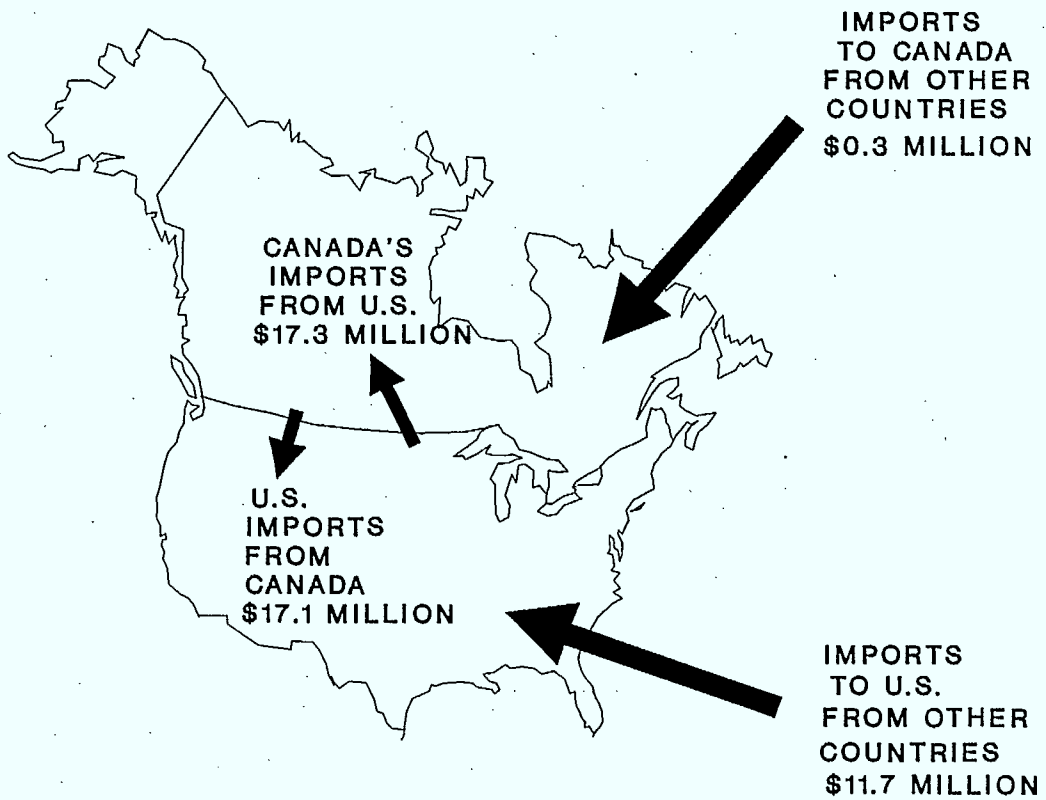 IMPORTS
TO CANADA
FROM OTHER
COUNTRIES
$0.3 MILLION
CANADA'S
IMPORTS
FROM U.S.
$17.3 MILLION
U.S.
IMPORTS
FROM
CANADA
$17.1 MILLION
IMPORTS
TO U.S.
FROM OTHER
COUNTRIES
$11.7 MILLION